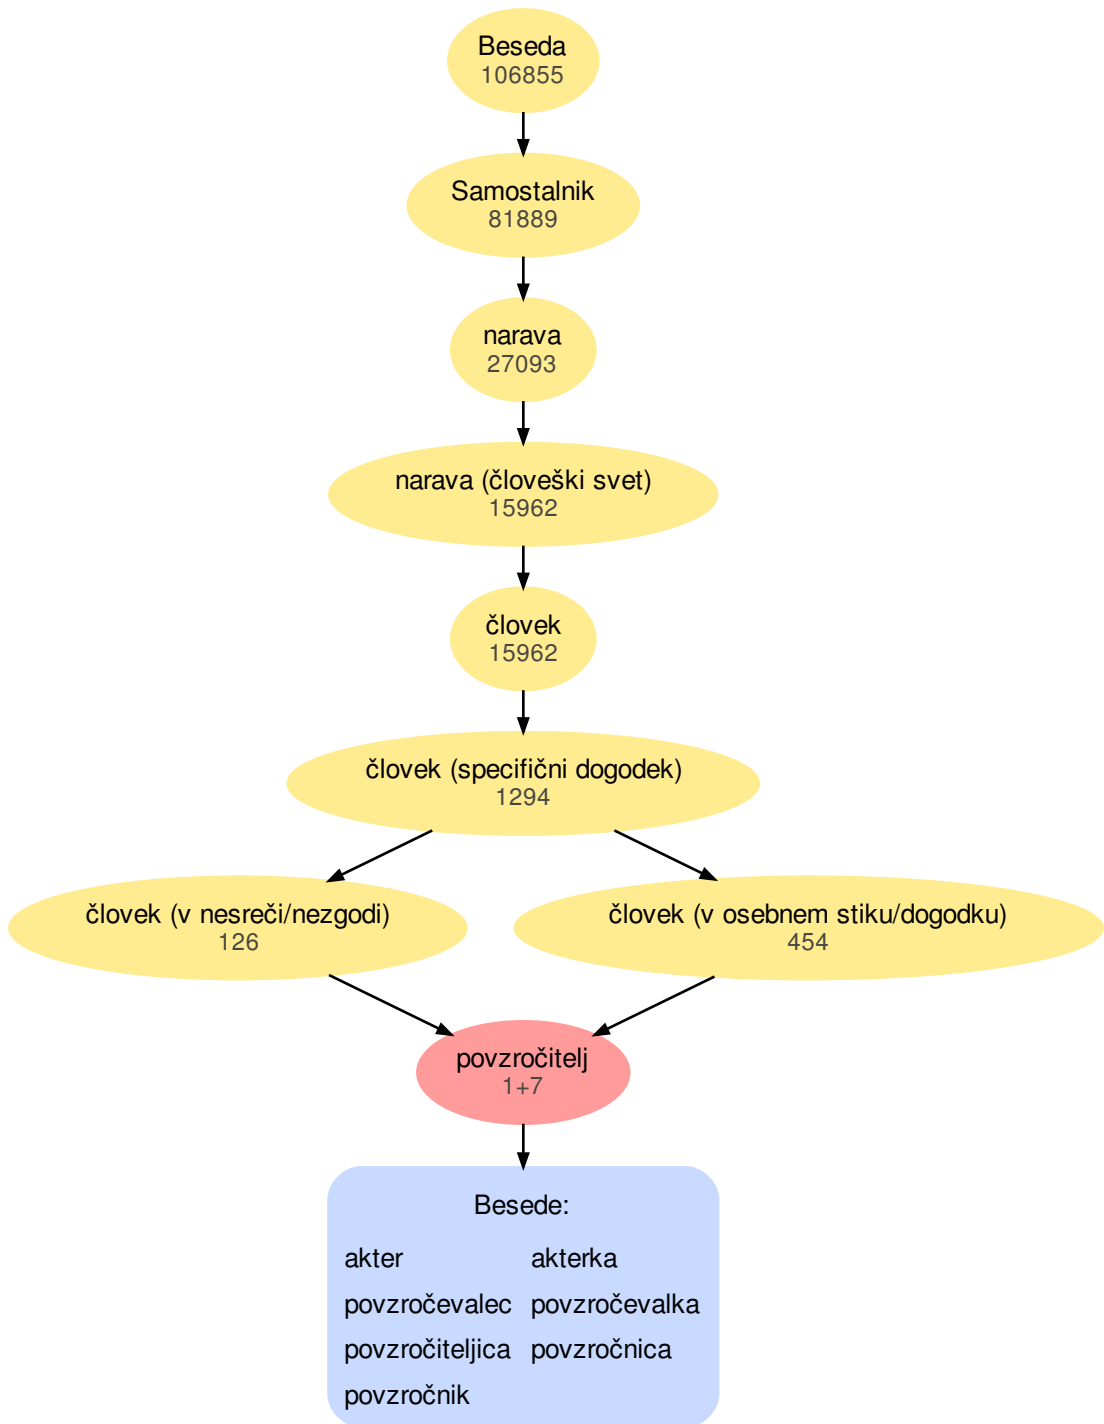 Beseda
106855
Samostalnik
81889
narava
27093
narava (človeški svet)
15962
človek
15962
človek (specifični dogodek)
1294
človek (v nesreči/nezgodi)
126
človek (v osebnem stiku/dogodku)
454
povzročitelj
1+7
Besede:
akter akterka
povzročevalec povzročevalka
povzročiteljica povzročnica
povzročnik